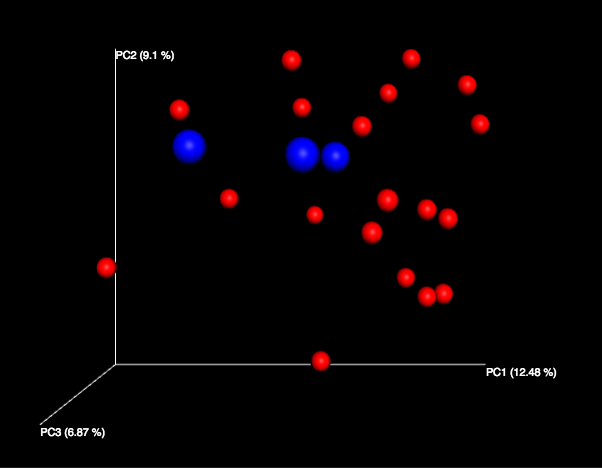 PC2 (9.1 %)
PC1 (12.48 %)
PC3 (6.87 %)